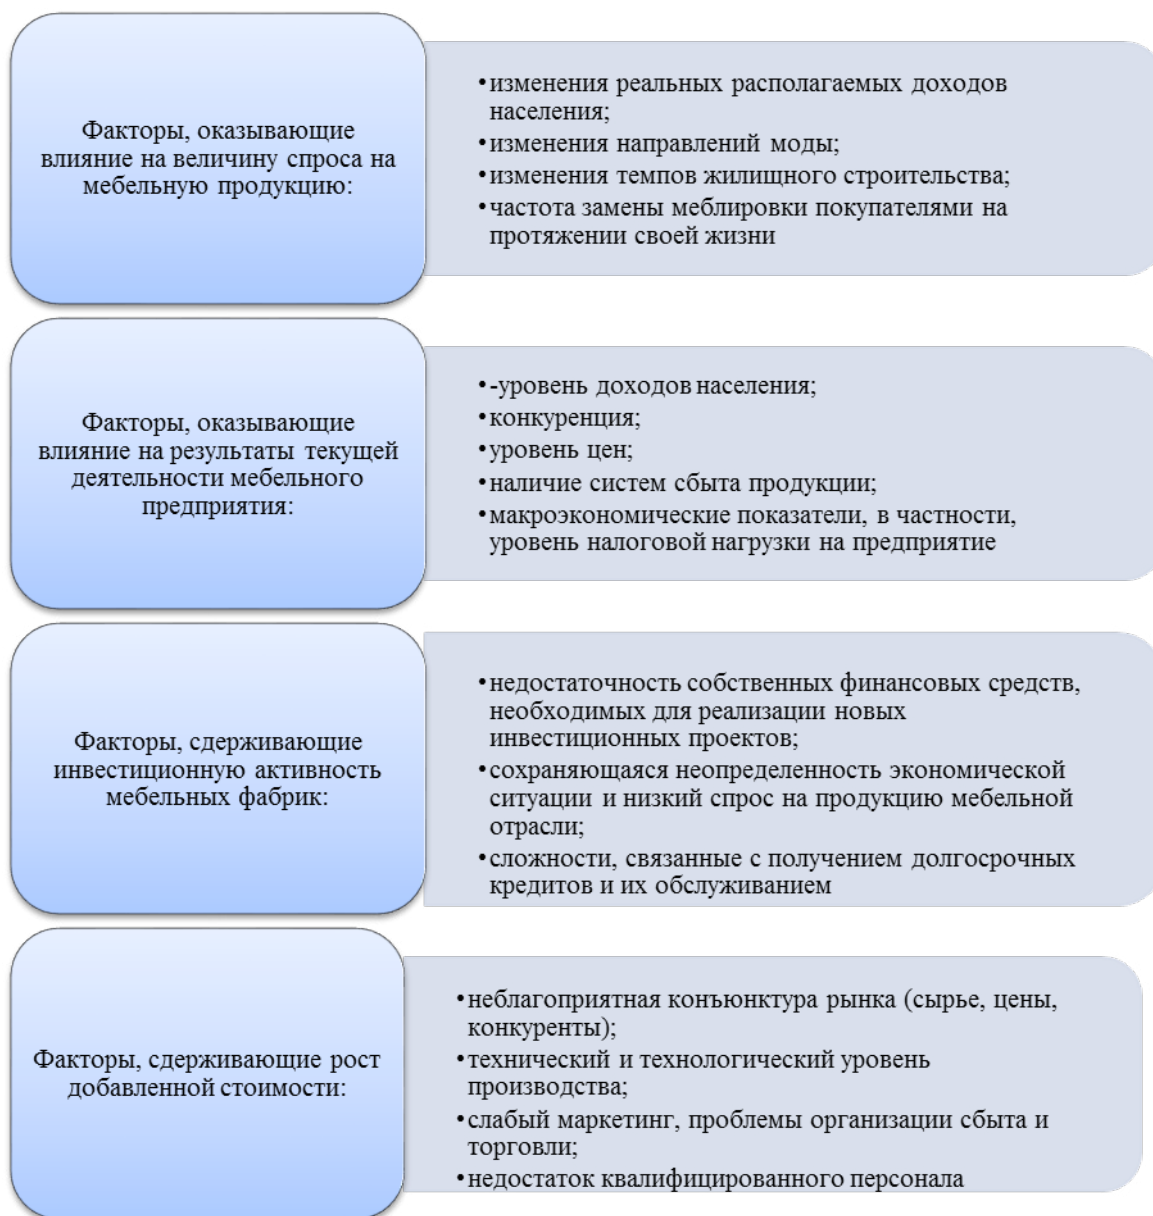 Факторы, оказывающие
влияние на величину спроса на
мебельную продукцию:
•изменения реальных располагаемых доходов
населения;
•изменения направлений моды;
•изменения темпов жилищного строительства;
•частота замены меблировки покупателями на
протяжении своей жизни
Факторы, оказывающие
влияние на результаты текущей
деятельности мебельного
предприятия:
•-уровень доходов населения;
•конкуренция;
•уровень цен;
•наличие систем сбыта продукции;
•макроэкономические показатели, в частности,
уровень налоговой нагрузки на предприятие
Факторы, сдерживающие
инвестиционную активность
мебельных фабрик:
•недостаточность собственных финансовых средств,
необходимых для реализации новых
инвестиционных проектов;
•сохраняющаяся неопределенность экономической
ситуации и низкий спрос на продукцию мебельной
отрасли;
•сложности, связанные с получением долгосрочных
кредитов и их обслуживанием
Факторы, сдерживающие рост
добавленной стоимости:
•неблагоприятная конъюнктура рынка (сырье, цены,
конкуренты);
•технический и технологический уровень
производства;
•слабый маркетинг, проблемы организации сбыта и
торговли;
•недостаток квалифицированного персонала